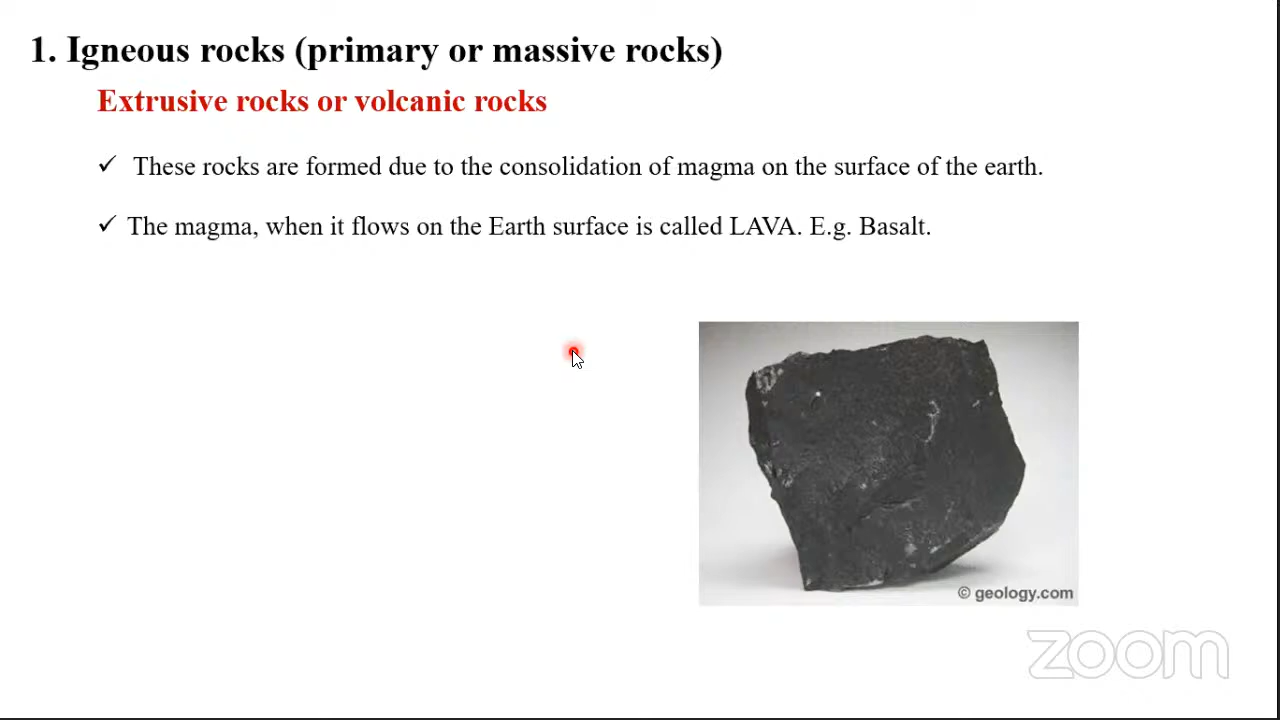 1. Igneous rocks (primary or massive rocks)
Extrusive rocks or volcanic rocks
✓ These rocks are formed due to the consolidation of magma on the surface of the earth.
✓ The magma, when it flows on the Earth surface is called LAVA. E.g. Basalt.
© geology.com
zoom